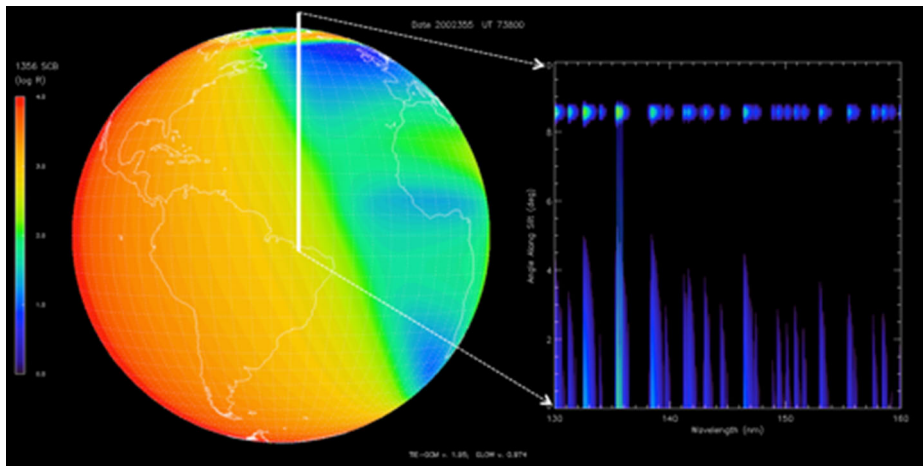 Date 2002355 UT 73800
1356 SCB
(log R)
4.0
3.0
2.0
1.0
0.0
8
6
4
2
Angle Along Slit (deg)
130 140 150 160
Wavelength (nm)
TIE-GCM v. 1.95; GLOW v. 0.974